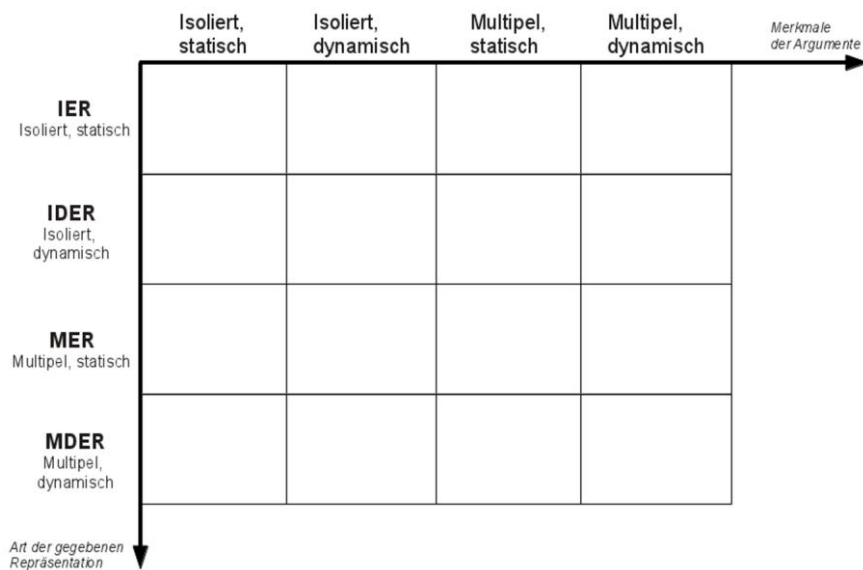 Isoliert, Isoliert, Multipel, Multipel, Merkmale
statisch dynamisch statisch dynamisch der Argumente
IER
Isoliert, statisch
IDER
Isoliert,
dynamisch
MER
Multipel, statisch
MDER
Multipel,
dynamisch
Art der gegebenen
Repräsentation